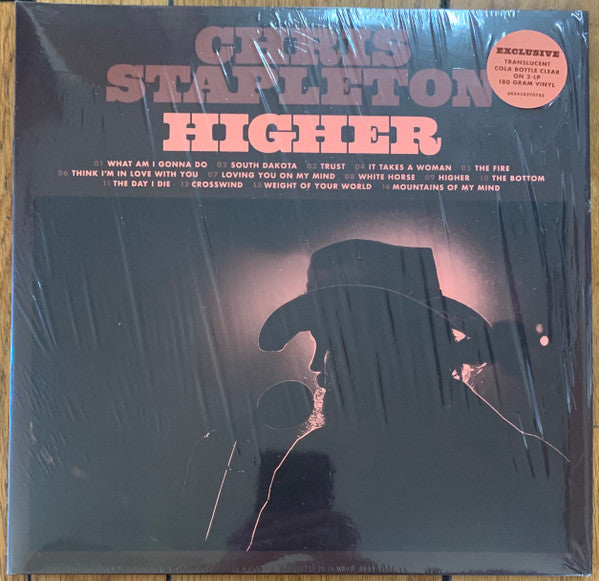 CHRIS
STAPLETON
HIGHER
EXCLUSIVE
TRANSLUCENT
COLA BOTTLE CLEAR
ON 2-LP
180 GRAM VINYL
01 WHAT AM I GONNA DO 02 SOUTH DAKOTA 03 TRUST 04 IT TAKES A WOMAN 05 THE FIRE
06 THINK I'M IN LOVE WITH YOU 07 LOVING YOU ON MY MIND 08 WHITE HORSE 09 HIGHER 10 THE BOTTOM
11 THE DAY I DIE 12 CROSSWIND 13 WEIGHT OF YOUR WORLD 14 MOUNTAINS OF MY MIND